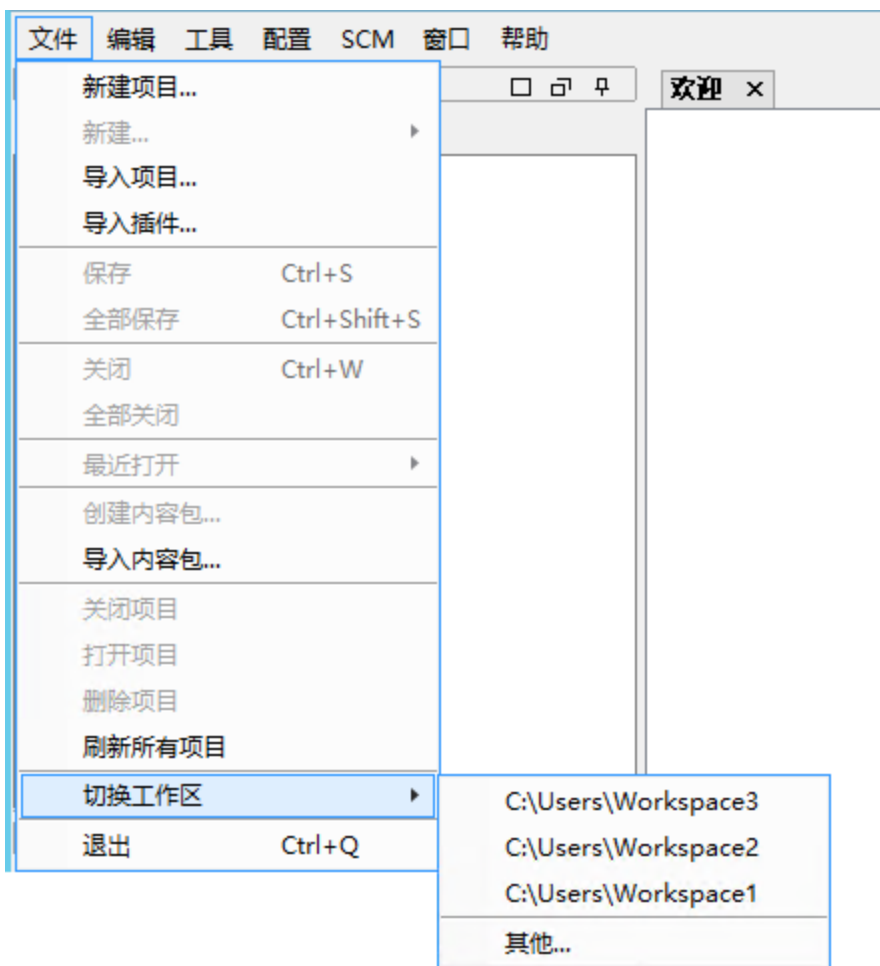 文件 编辑 工具 配置 SCM 窗口 帮助
欢迎
新建项目...
新建...
导入项目...
导入插件...
保存 Ctrl+S
全部保存 Ctrl+Shift+S
关闭 Ctrl+W
全部关闭
最近打开
创建内容包...
导入内容包...
关闭项目
打开项目
删除项目
刷新所有项目
切换工作区
退出 Ctrl+Q
C:\Users\Workspace3
C:\Users\Workspace2
C:\Users\Workspace1
其他...